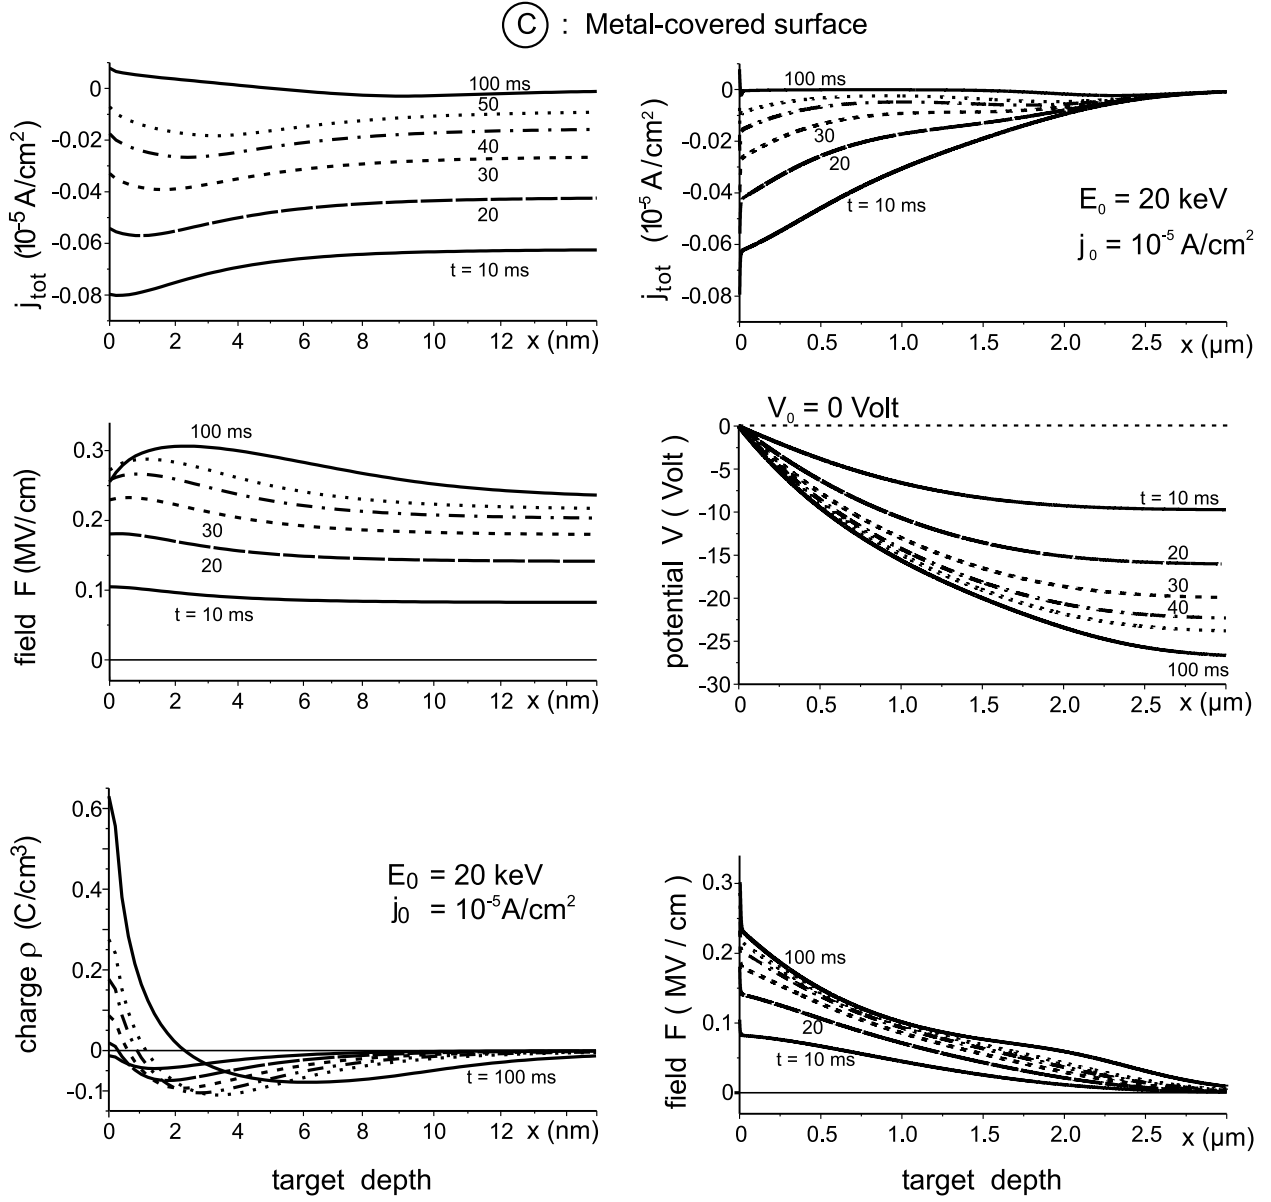 C : Metal-covered surface
0
-0.02
-0.04
-0.06
-0.08
j_tot (10^-5 A/cm^2)
100 ms
50
40
30
20
t = 10 ms
0 2 4 6 8 10 12 x (nm)
0
-0.02
-0.04
-0.06
-0.08
j_tot (10^-5 A/cm^2)
100 ms
30
20
t = 10 ms
E_0 = 20 keV
j_0 = 10^-5 A/cm^2
0 0.5 1.0 1.5 2.0 2.5 x (µm)
0.3
0.2
0.1
0
field F (MV/cm)
100 ms
30
20
t = 10 ms
0 2 4 6 8 10 12 x (nm)
V_0 = 0 Volt
0
-5
-10
-15
-20
-25
-30
potential V ( Volt )
t = 10 ms
20
30
40
100 ms
0 0.5 1.0 1.5 2.0 2.5 x (µm)
0.6
0.4
0.2
0
-0.1
charge ρ (C/cm^3)
E_0 = 20 keV
j_0 = 10^-5 A/cm^2
t = 100 ms
0 2 4 6 8 10 12 x (nm)
target depth
0.3
0.2
0.1
0
field F ( MV / cm )
100 ms
20
t = 10 ms
0 0.5 1.0 1.5 2.0 2.5 x (µm)
target depth